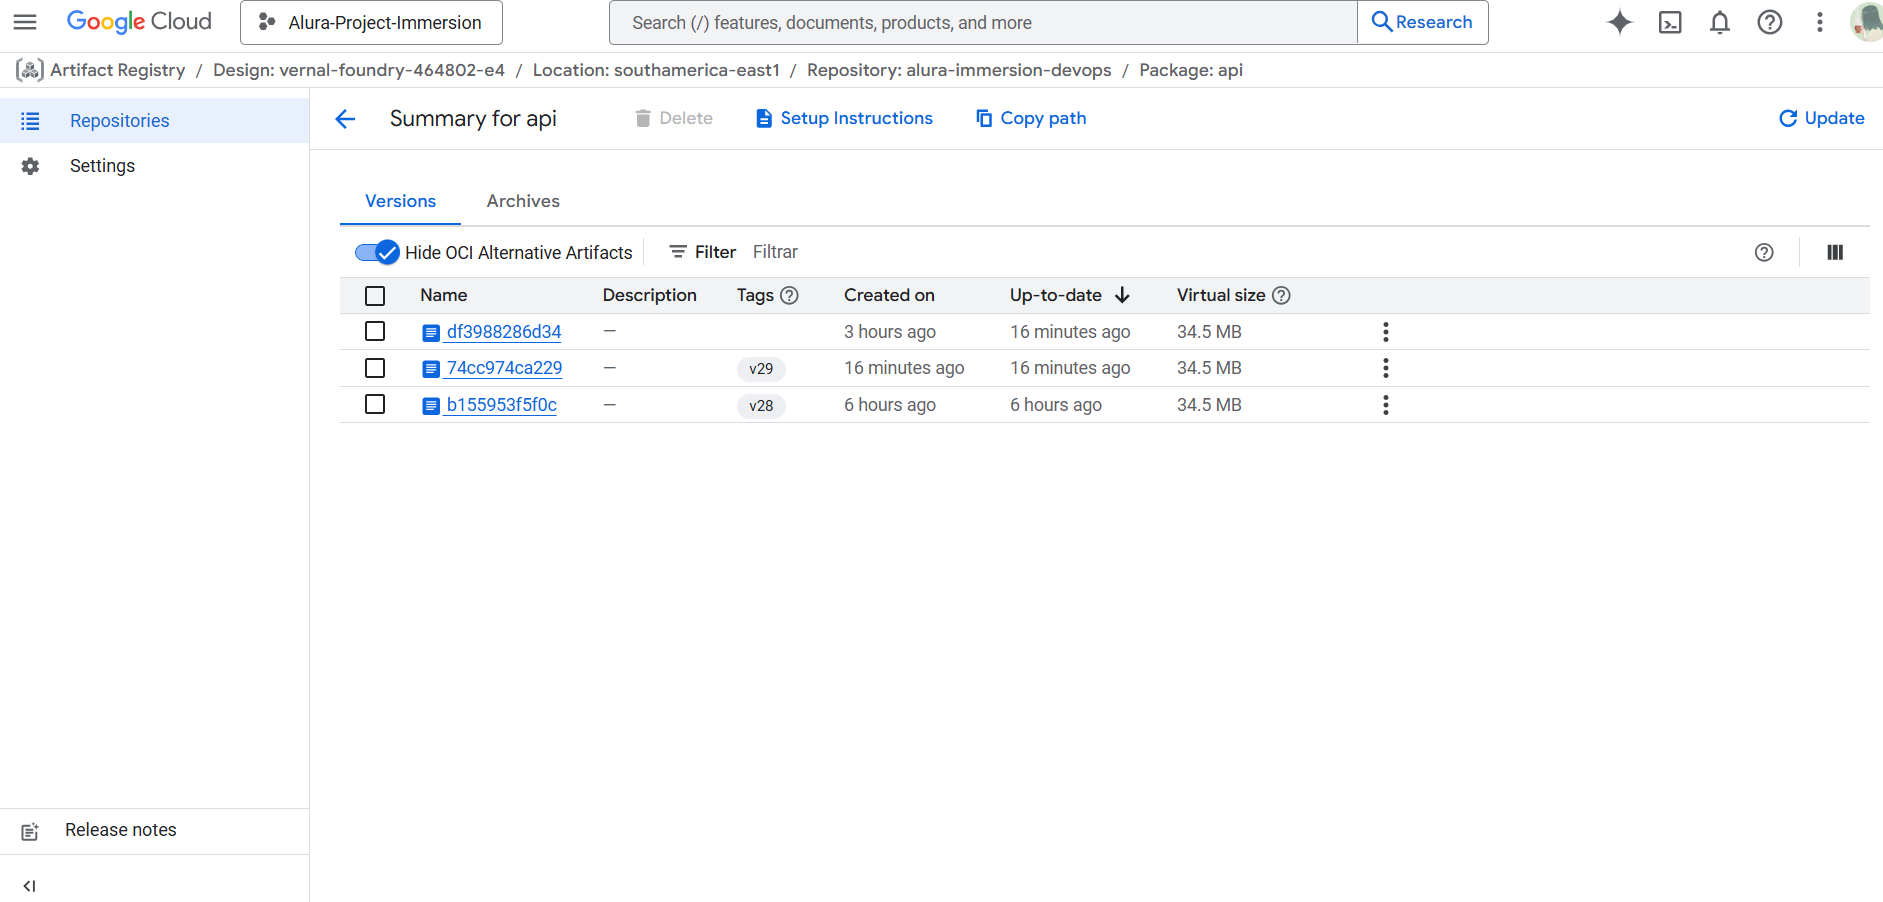 Google Cloud
Alura-Project-Immersion
Search (/) features, documents, products, and more
Research
Artifact Registry / Design: vernal-foundry-464802-e4 / Location: southamerica-east1 / Repository: alura-immersion-devops / Package: api
Repositories
Settings
Summary for api
Delete
Setup Instructions
Copy path
Update
Versions
Archives
Hide OCI Alternative Artifacts
Filter
Filtrar
Name Description Tags Created on Up-to-date Virtual size
df3988286d34 — 3 hours ago 16 minutes ago 34.5 MB
74cc974ca229 — v29 16 minutes ago 16 minutes ago 34.5 MB
b155953f5f0c — v28 6 hours ago 6 hours ago 34.5 MB
Release notes